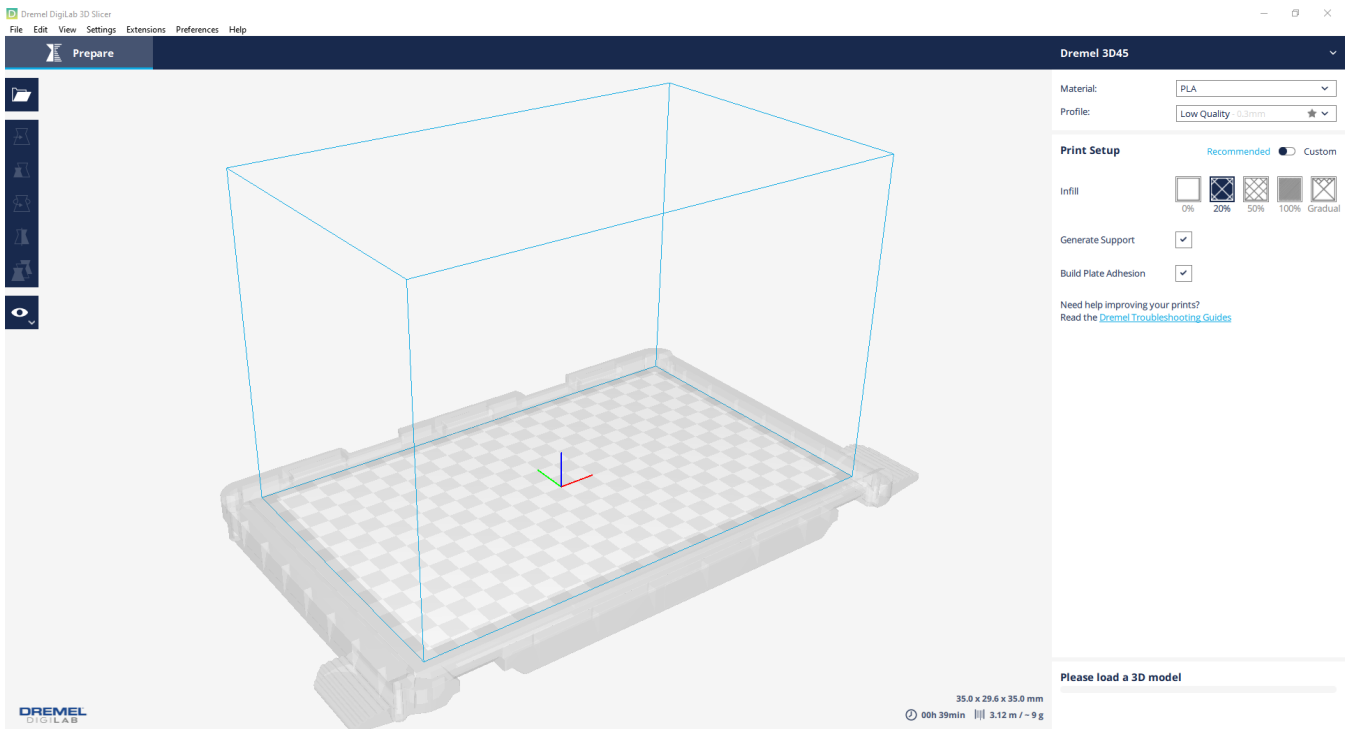 Dremel DigiLab 3D Slicer
File Edit View Settings Extensions Preferences Help
Prepare
Dremel 3D45
Material: PLA
Profile: Low Quality - 0.3mm
Print Setup Recommended Custom
Infill
0% 20% 50% 100% Gradual
Generate Support
Build Plate Adhesion
Need help improving your prints?
Read the Dremel Troubleshooting Guides
Please load a 3D model
35.0 x 29.6 x 35.0 mm
00h 39min 3.12 m / ~ 9 g
DREMEL
DIGILAB